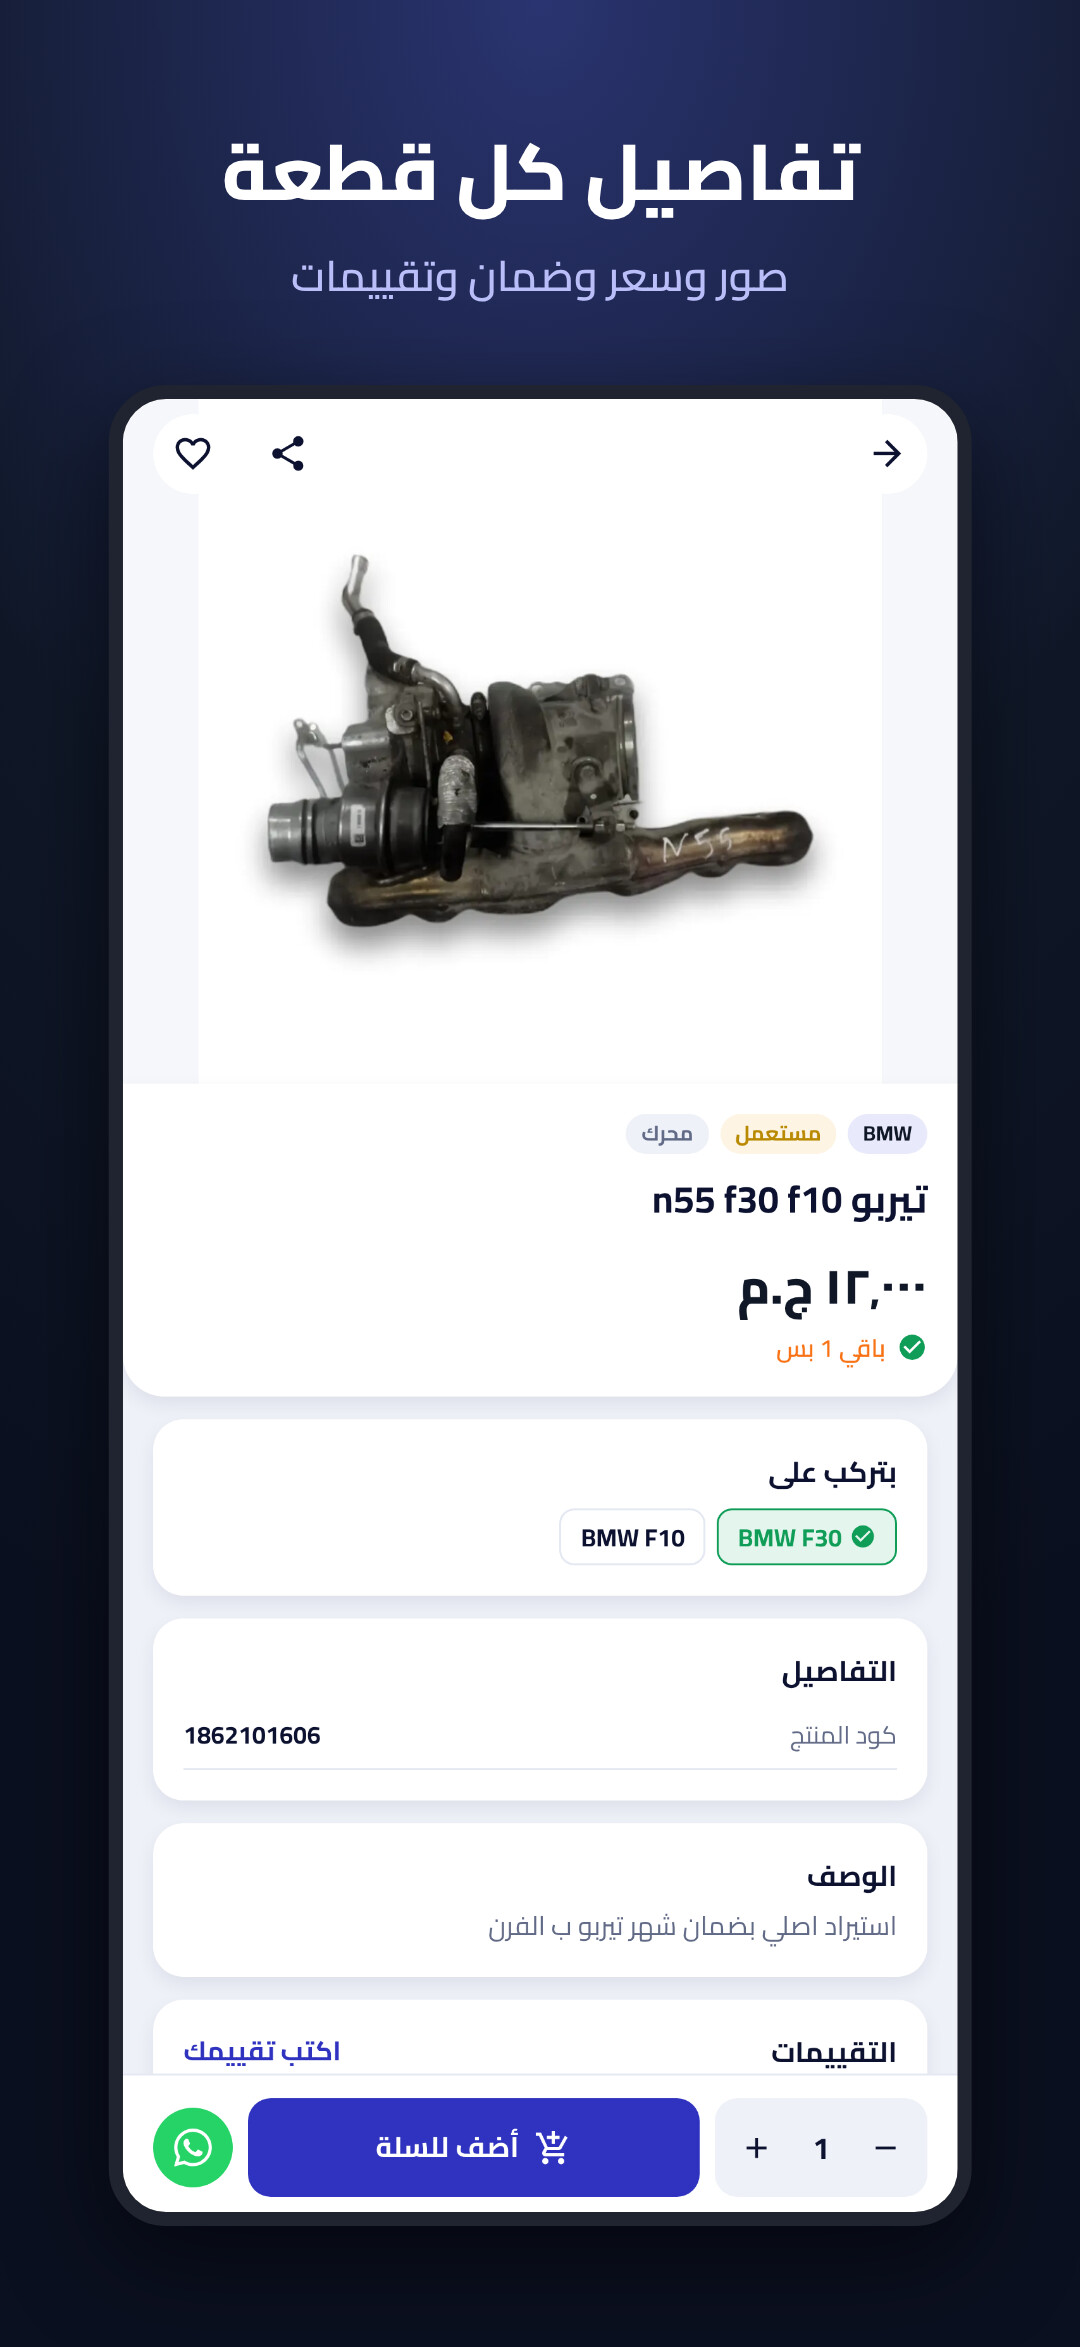 تفاصيل كل قطعة
صور وسعر وضمان وتقييمات
N55
BMW مستعمل محرك
تيربو n55 f30 f10
١٢,٠٠٠ ج.م
باقي 1 بس
بتركب على
BMW F30 BMW F10
التفاصيل
كود المنتج 1862101606
الوصف
استيراد اصلي بضمان شهر تيربو ب الفرن
التقييمات اكتب تقييمك
− 1 + أضف للسلة